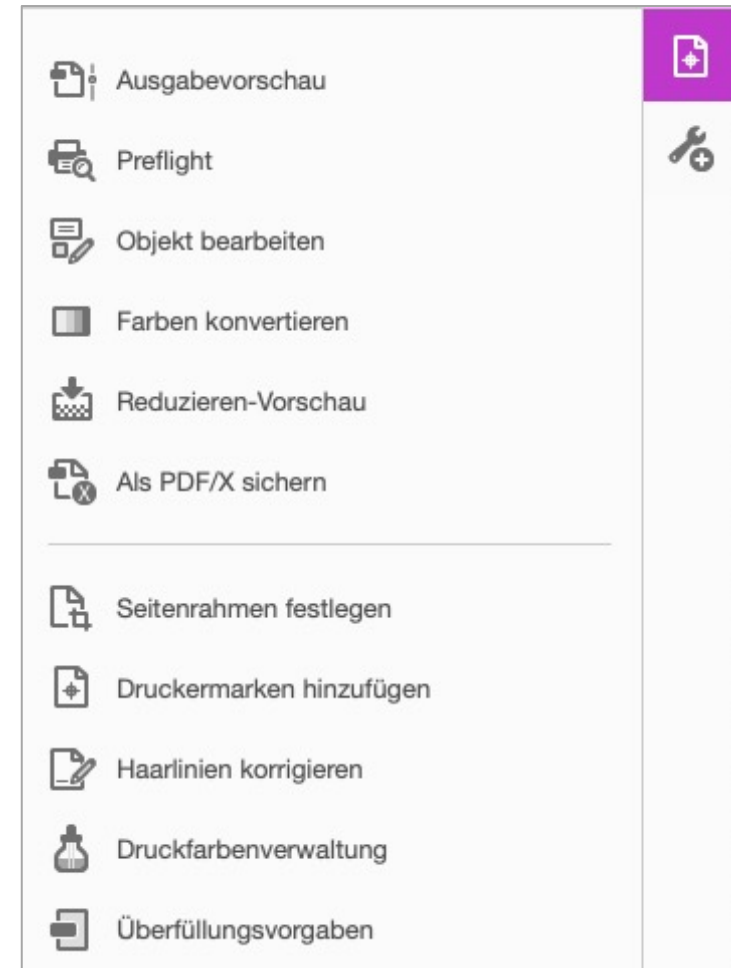 Ausgabevorschau
Preflight
Objekt bearbeiten
Farben konvertieren
Reduzieren-Vorschau
Als PDF/X sichern
Seitenrahmen festlegen
Druckermarken hinzufügen
Haarlinien korrigieren
Druckfarbenverwaltung
Überfüllungsvorgaben